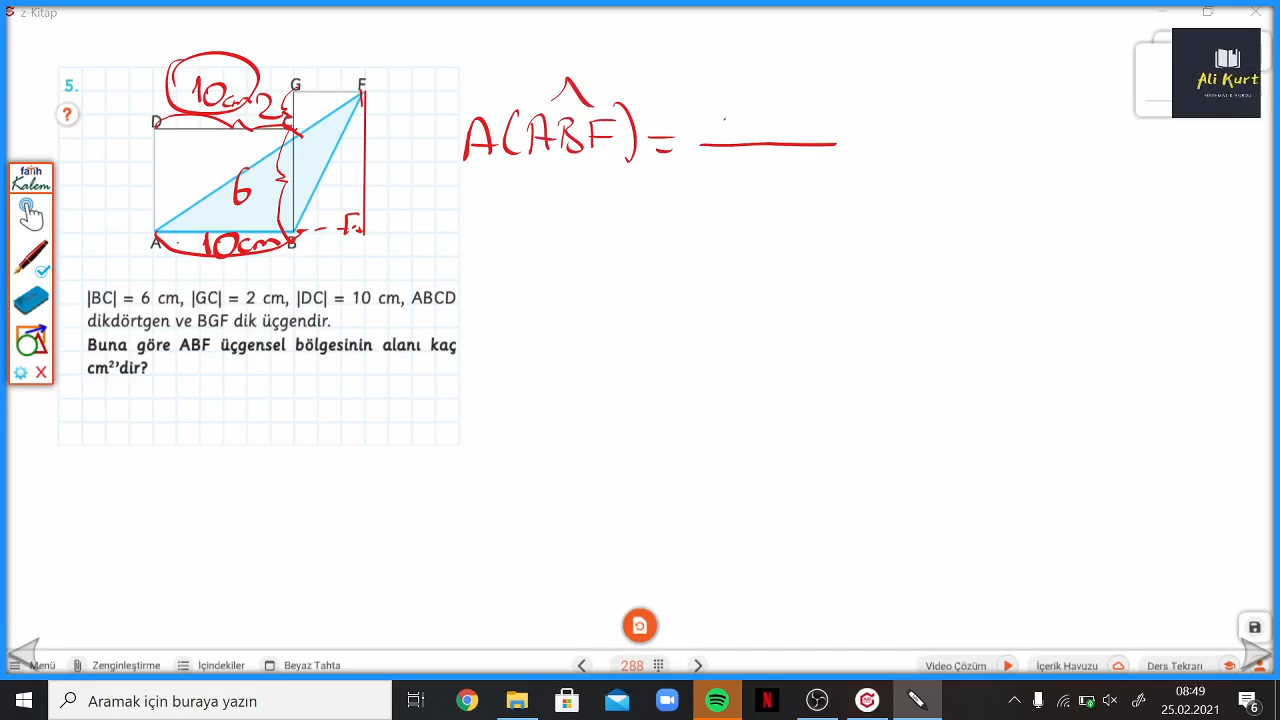 z-Kitap
5.
?
10cm
2
G
F
D
6
A
10cm
B
A(ABF) =
Ali Kurt
fatih
Kalem
|BC| = 6 cm, |GC| = 2 cm, |DC| = 10 cm, ABCD
dikdörtgen ve BGF dik üçgendir.
Buna göre ABF üçgensel bölgesinin alanı kaç
cm²'dir?
Menü
Zenginleştirme
İçindekiler
Beyaz Tahta
288
Video Çözüm
İçerik Havuzu
Ders Tekrarı
Aramak için buraya yazın
08:49
25.02.2021
6